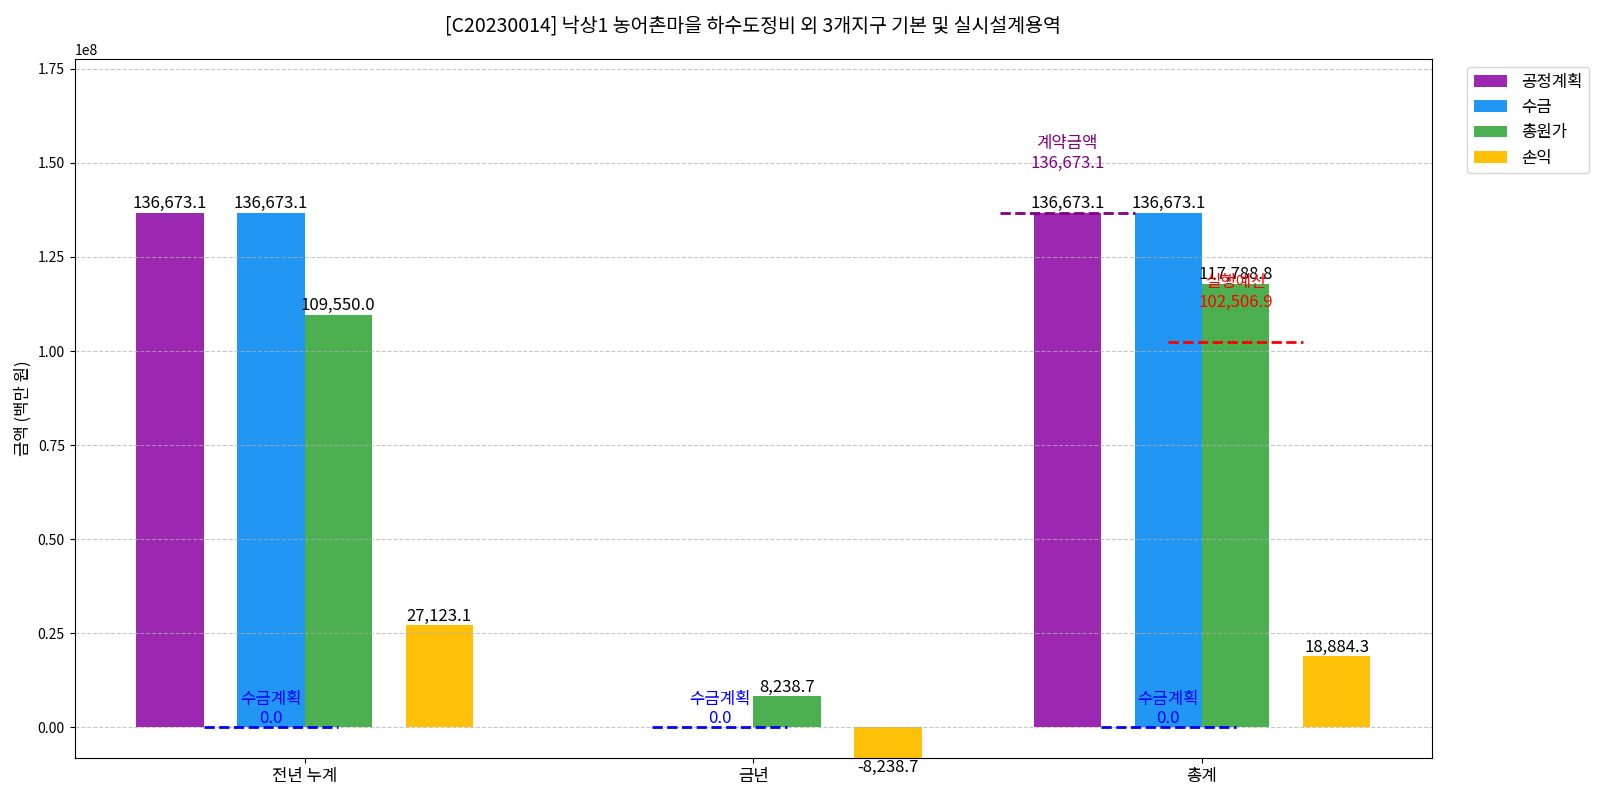 [C20230014] 낙상1 농어촌마을 하수도정비 외 3개지구 기본 및 실시설계용역
1e8
금액 (백만 원)
1.75
1.50
1.25
1.00
0.75
0.50
0.25
0.00
136,673.1
136,673.1
109,550.0
27,123.1
수금계획
0.0
8,238.7
-8,238.7
수금계획
0.0
계약금액
136,673.1
136,673.1
136,673.1
117,788.8
실행예산
102,506.9
18,884.3
수금계획
0.0
전년 누계
금년
총계
공정계획
수금
총원가
손익